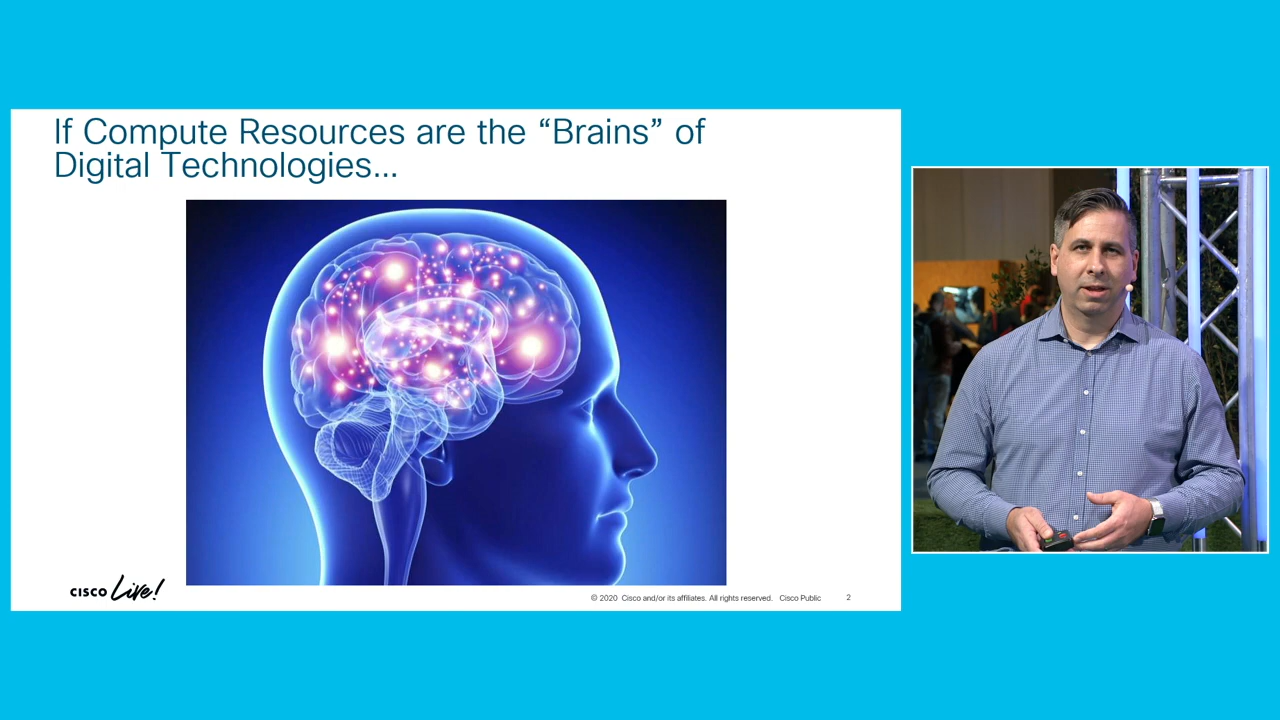 If Compute Resources are the “Brains” of
Digital Technologies...
CISCO Live!
© 2020 Cisco and/or its affiliates. All rights reserved. Cisco Public 2